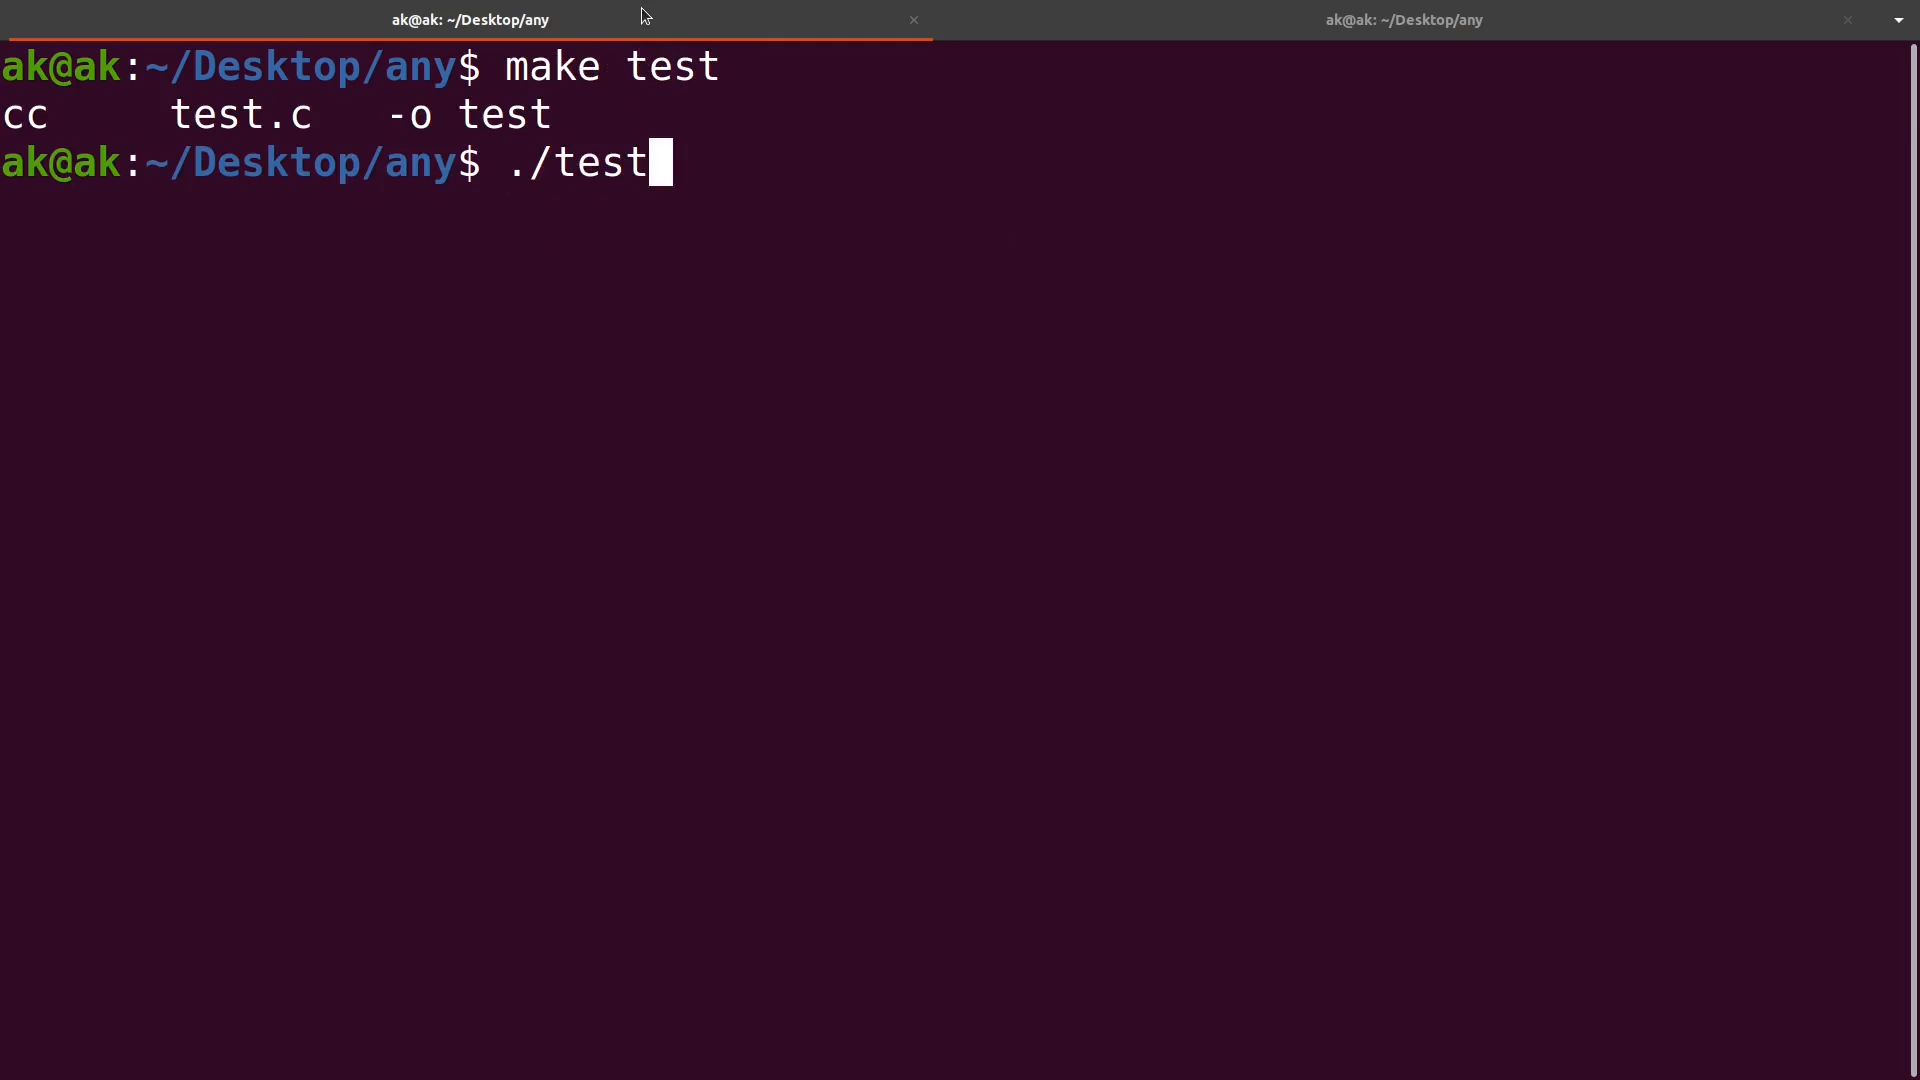 ak@ak: ~/Desktop/any ak@ak: ~/Desktop/any
ak@ak:~/Desktop/any$ make test
cc     test.c   -o test
ak@ak:~/Desktop/any$ ./test